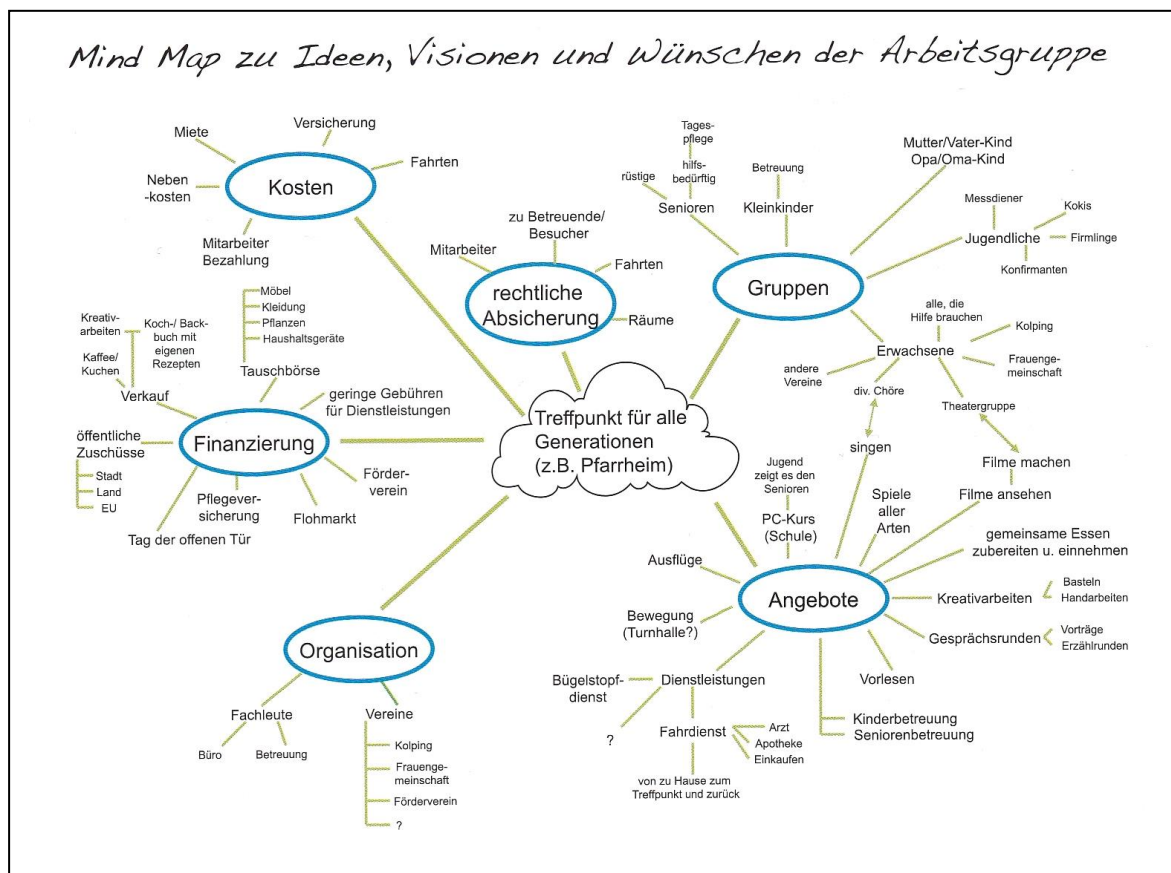 Mind Map zu Ideen, Visionen und Wünschen der Arbeitsgruppe
Kosten
Miete
Versicherung
Fahrten
Neben
-kosten
Mitarbeiter
Bezahlung
rechtliche
Absicherung
Mitarbeiter
zu Betreuende/
Besucher
Fahrten
Räume
Gruppen
Tages-
pflege
hilfs-
bedürftig
rüstige
Senioren
Betreuung
Kleinkinder
Mutter/Vater-Kind
Opa/Oma-Kind
Messdiener
Kokis
Jugendliche
Firmlinge
Konfirmanten
alle, die
Hilfe brauchen
Kolping
Erwachsene
Frauenge-
meinschaft
andere
Vereine
div. Chöre
Theatergruppe
singen
Filme machen
Filme ansehen
Treffpunkt für alle
Generationen
(z.B. Pfarrheim)
Finanzierung
Möbel
Kleidung
Pflanzen
Haushaltsgeräte
Tauschbörse
Kreativ-
arbeiten
Koch-/ Back-
buch mit
eigenen
Rezepten
Kaffee/
Kuchen
Verkauf
geringe Gebühren
für Dienstleistungen
öffentliche
Zuschüsse
Stadt
Land
EU
Tag der offenen Tür
Pflegever-
sicherung
Flohmarkt
Förder-
verein
Organisation
Fachleute
Büro
Betreuung
Vereine
Kolping
Frauenge-
meinschaft
Förderverein
?
Angebote
Jugend
zeigt es den
Senioren
PC-Kurs
(Schule)
Spiele
aller
Arten
gemeinsame Essen
zubereiten u. einnehmen
Ausflüge
Bewegung
(Turnhalle?)
Kreativarbeiten
Basteln
Handarbeiten
Gesprächsrunden
Vorträge
Erzählrunden
Vorlesen
Kinderbetreuung
Seniorenbetreuung
Dienstleistungen
Bügelstopf-
dienst
?
Fahrdienst
Arzt
Apotheke
Einkaufen
von zu Hause zum
Treffpunkt und zurück